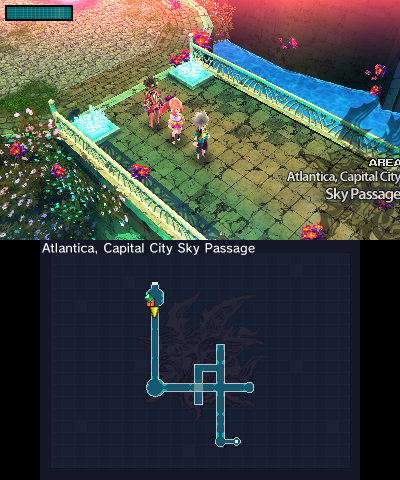 AREA
Atlantica, Capital City
Sky Passage
Atlantica, Capital City Sky Passage